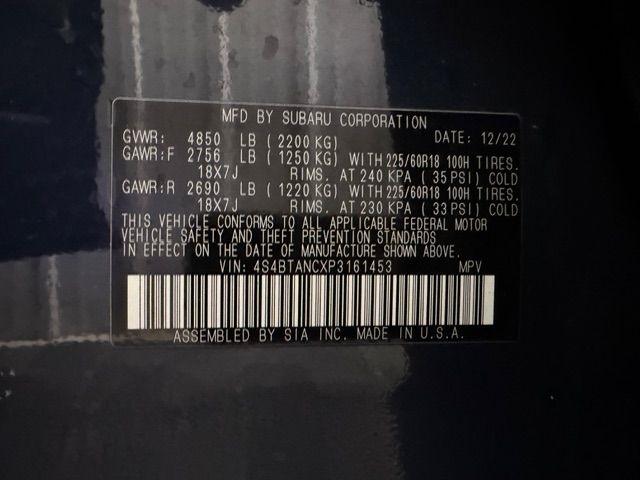 MFD BY SUBARU CORPORATION
GVWR: 4850 LB ( 2200 KG) DATE: 12/22
GAWR:F 2756 LB ( 1250 KG) WITH 225/60R18 100H TIRES.
18X7J RIMS. AT 240 KPA ( 35 PSI) COLD
GAWR:R 2690 LB ( 1220 KG) WITH 225/60R18 100H TIRES.
18X7J RIMS. AT 230 KPA ( 33 PSI) COLD
THIS VEHICLE CONFORMS TO ALL APPLICABLE FEDERAL MOTOR
VEHICLE SAFETY AND THEFT PREVENTION STANDARDS
IN EFFECT ON THE DATE OF MANUFACTURE SHOWN ABOVE.
VIN: 4S4BTANCXP3161453 MPV
ASSEMBLED BY SIA INC. MADE IN U.S.A.